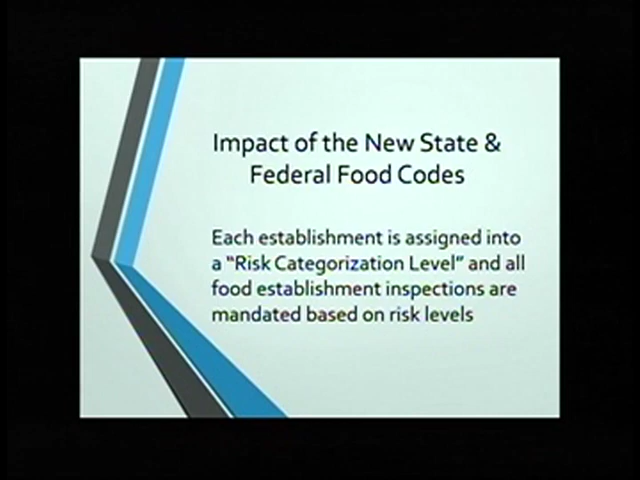 Impact of the New State &
Federal Food Codes
Each establishment is assigned into
a “Risk Categorization Level” and all
food establishment inspections are
mandated based on risk levels